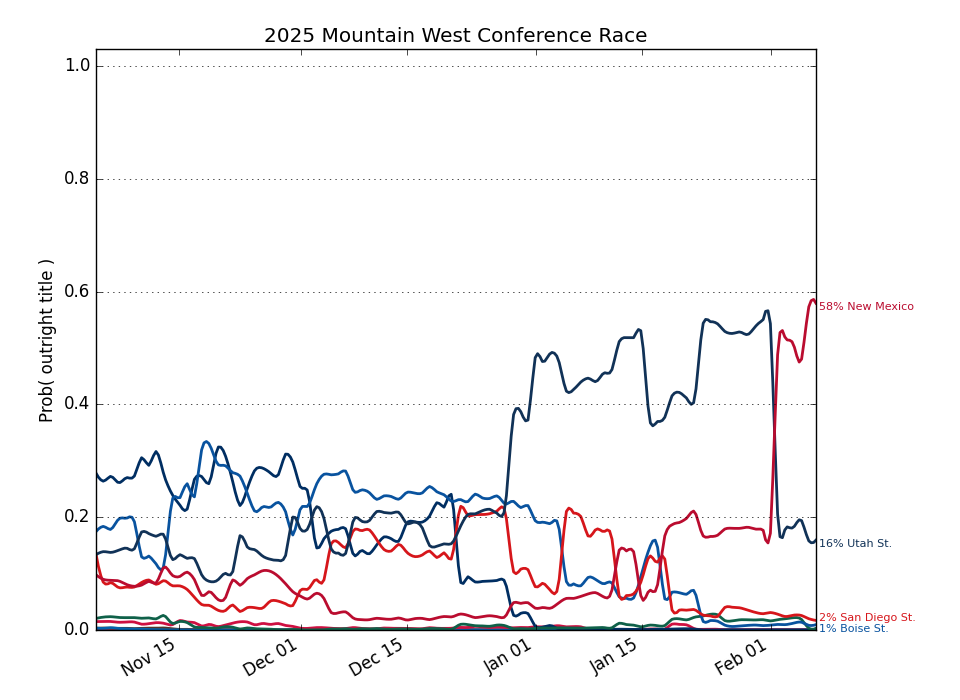 2025 Mountain West Conference Race
Prob( outright title )
1.0
0.8
0.6
0.4
0.2
0.0
Nov 15
Dec 01
Dec 15
Jan 01
Jan 15
Feb 01
58% New Mexico
16% Utah St.
2% San Diego St.
1% Boise St.